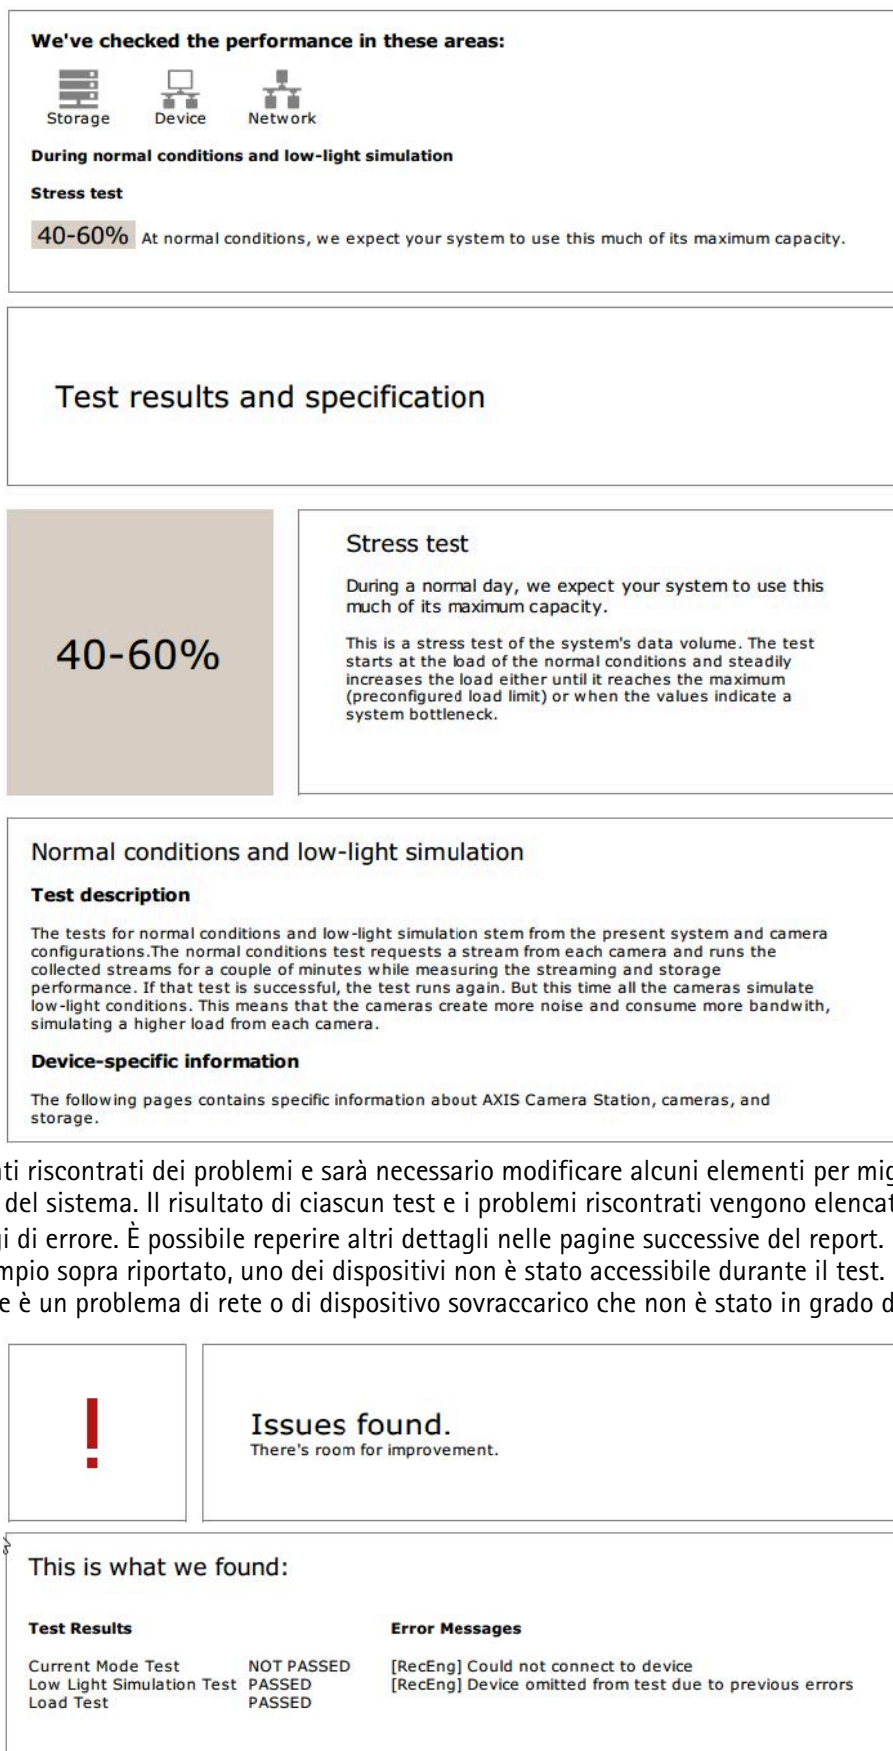 We've checked the performance in these areas:
Storage Device Network
During normal conditions and low-light simulation
Stress test
40-60% At normal conditions, we expect your system to use this much of its maximum capacity.
Test results and specification
40-60%
Stress test
During a normal day, we expect your system to use this
much of its maximum capacity.
This is a stress test of the system's data volume. The test
starts at the load of the normal conditions and steadily
increases the load either until it reaches the maximum
(preconfigured load limit) or when the values indicate a
system bottleneck.
Normal conditions and low-light simulation
Test description
The tests for normal conditions and low-light simulation stem from the present system and camera
configurations.The normal conditions test requests a stream from each camera and runs the
collected streams for a couple of minutes while measuring the streaming and storage
performance. If that test is successful, the test runs again. But this time all the cameras simulate
low-light conditions. This means that the cameras create more noise and consume more bandwith,
simulating a higher load from each camera.
Device-specific information
The following pages contains specific information about AXIS Camera Station, cameras, and
storage.
riscontrati dei problemi e sarà necessario modificare alcuni elementi per
del sistema. Il risultato di ciascun test e i problemi riscontrati vengono
di errore. È possibile reperire altri dettagli nelle pagine successive del report.
sopra riportato, uno dei dispositivi non è stato accessibile durante il test.
è un problema di rete o di dispositivo sovraccarico che non è stato in grado
!
Issues found.
There's room for improvement.
This is what we found:
Test Results Error Messages
Current Mode Test NOT PASSED [RecEng] Could not connect to device
Low Light Simulation Test PASSED [RecEng] Device omitted from test due to previous errors
Load Test PASSED